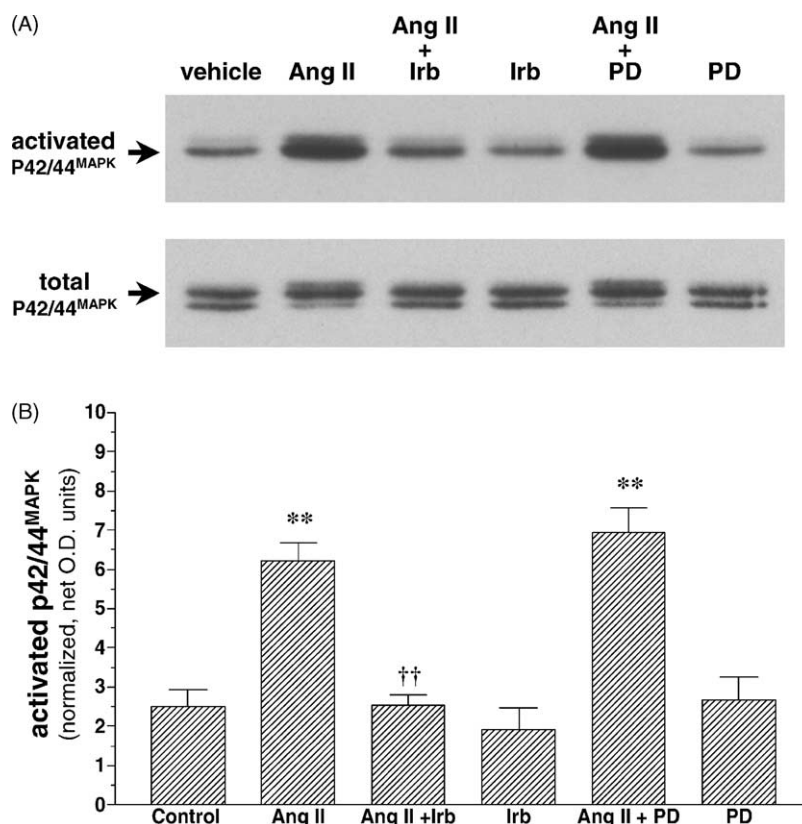 (A)
Ang II
+
Irb
Ang II
+
PD
vehicle Ang II Irb PD
activated
P42/44MAPK
total
P42/44MAPK
(B)
activated p42/44MAPK
(normalized, net O.D. units)
10
9
8
7
6
5
4
3
2
1
0
**
††
**
Control Ang II Ang II +Irb Irb Ang II + PD PD